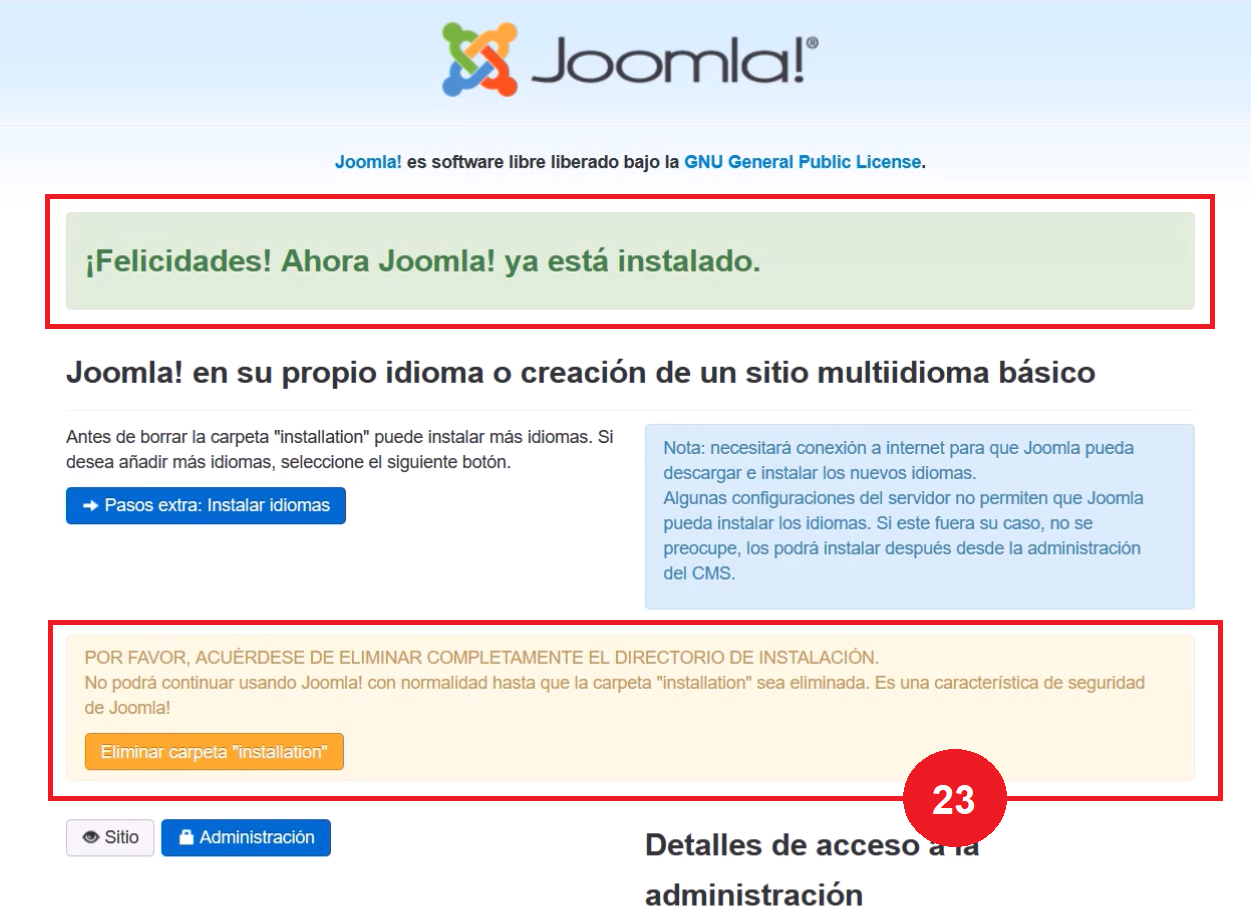 Joomla!®
Joomla! es software libre liberado bajo la GNU General Public License.
¡Felicidades! Ahora Joomla! ya está instalado.
Joomla! en su propio idioma o creación de un sitio multiidioma básico
Antes de borrar la carpeta "installation" puede instalar más idiomas. Si
desea añadir más idiomas, seleccione el siguiente botón.
Pasos extra: Instalar idiomas
Nota: necesitará conexión a internet para que Joomla pueda
descargar e instalar los nuevos idiomas.
Algunas configuraciones del servidor no permiten que Joomla
pueda instalar los idiomas. Si este fuera su caso, no se
preocupe, los podrá instalar después desde la administración
del CMS.
POR FAVOR, ACUÉRDESE DE ELIMINAR COMPLETAMENTE EL DIRECTORIO DE INSTALACIÓN.
No podrá continuar usando Joomla! con normalidad hasta que la carpeta "installation" sea eliminada. Es una característica de seguridad
de Joomla!
Eliminar carpeta "installation"
23
Sitio
Administración
Detalles de acceso a la
administración